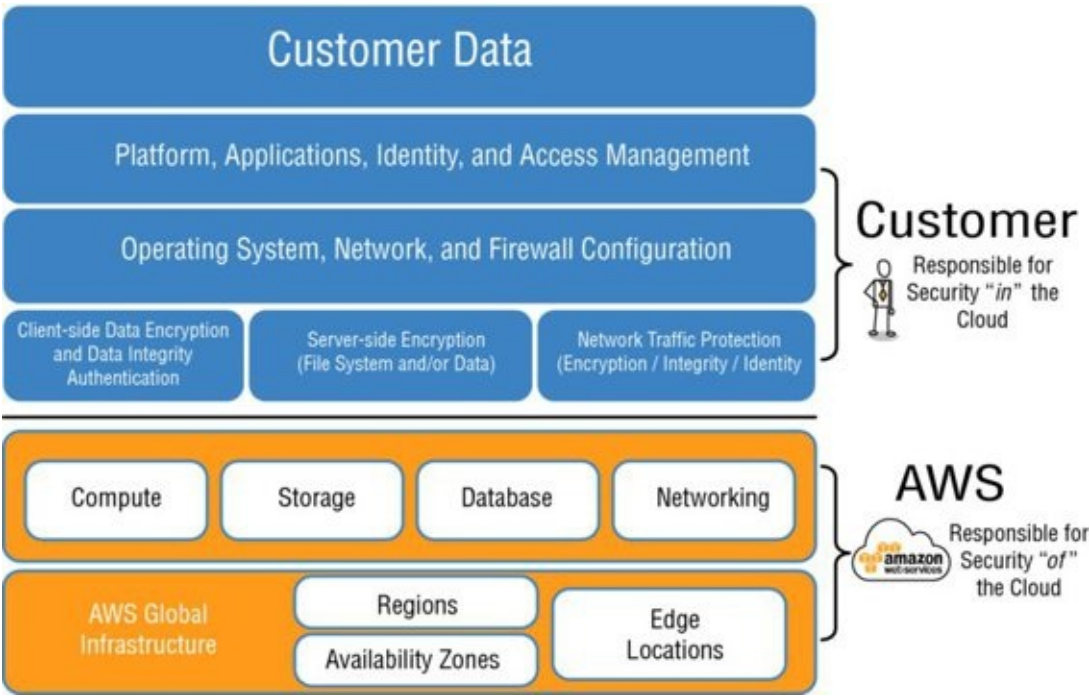 Customer Data
Platform, Applications, Identity, and Access Management
Operating System, Network, and Firewall Configuration
Client-side Data Encryption
and Data Integrity
Authentication
Server-side Encryption
(File System and/or Data)
Network Traffic Protection
(Encryption / Integrity / Identity
Customer
Responsible for
Security "in" the
Cloud
Compute
Storage
Database
Networking
AWS Global
Infrastructure
Regions
Availability Zones
Edge
Locations
AWS
amazon
web services
Responsible for
Security "of"
the Cloud